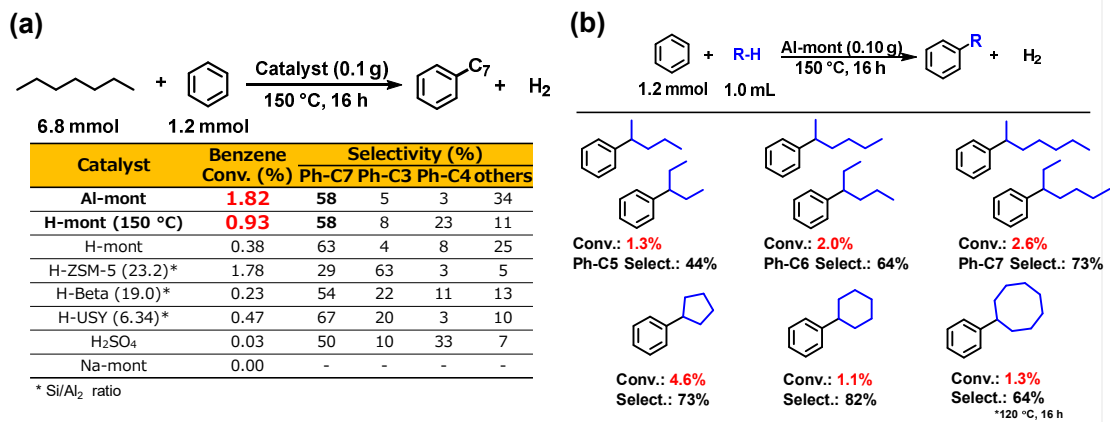 (a)
+
Catalyst (0.1 g)
150 °C, 16 h
C7
+ H2
6.8 mmol
1.2 mmol
Catalyst Benzene Conv. (%) Selectivity (%)
Ph-C7 Ph-C3 Ph-C4 others
Al-mont 1.82 58 5 3 34
H-mont (150 °C) 0.93 58 8 23 11
H-mont 0.38 63 4 8 25
H-ZSM-5 (23.2)* 1.78 29 63 3 5
H-Beta (19.0)* 0.23 54 22 11 13
H-USY (6.34)* 0.47 67 20 3 10
H2SO4 0.03 50 10 33 7
Na-mont 0.00 - - - -
* Si/Al2 ratio
(b)
+ R-H
Al-mont (0.10 g)
150 °C, 16 h
R
+ H2
1.2 mmol 1.0 mL
Conv.: 1.3%
Ph-C5 Select.: 44%
Conv.: 2.0%
Ph-C6 Select.: 64%
Conv.: 2.6%
Ph-C7 Select.: 73%
Conv.: 4.6%
Select.: 73%
Conv.: 1.1%
Select.: 82%
Conv.: 1.3%
Select.: 64%
*120 °C, 16 h